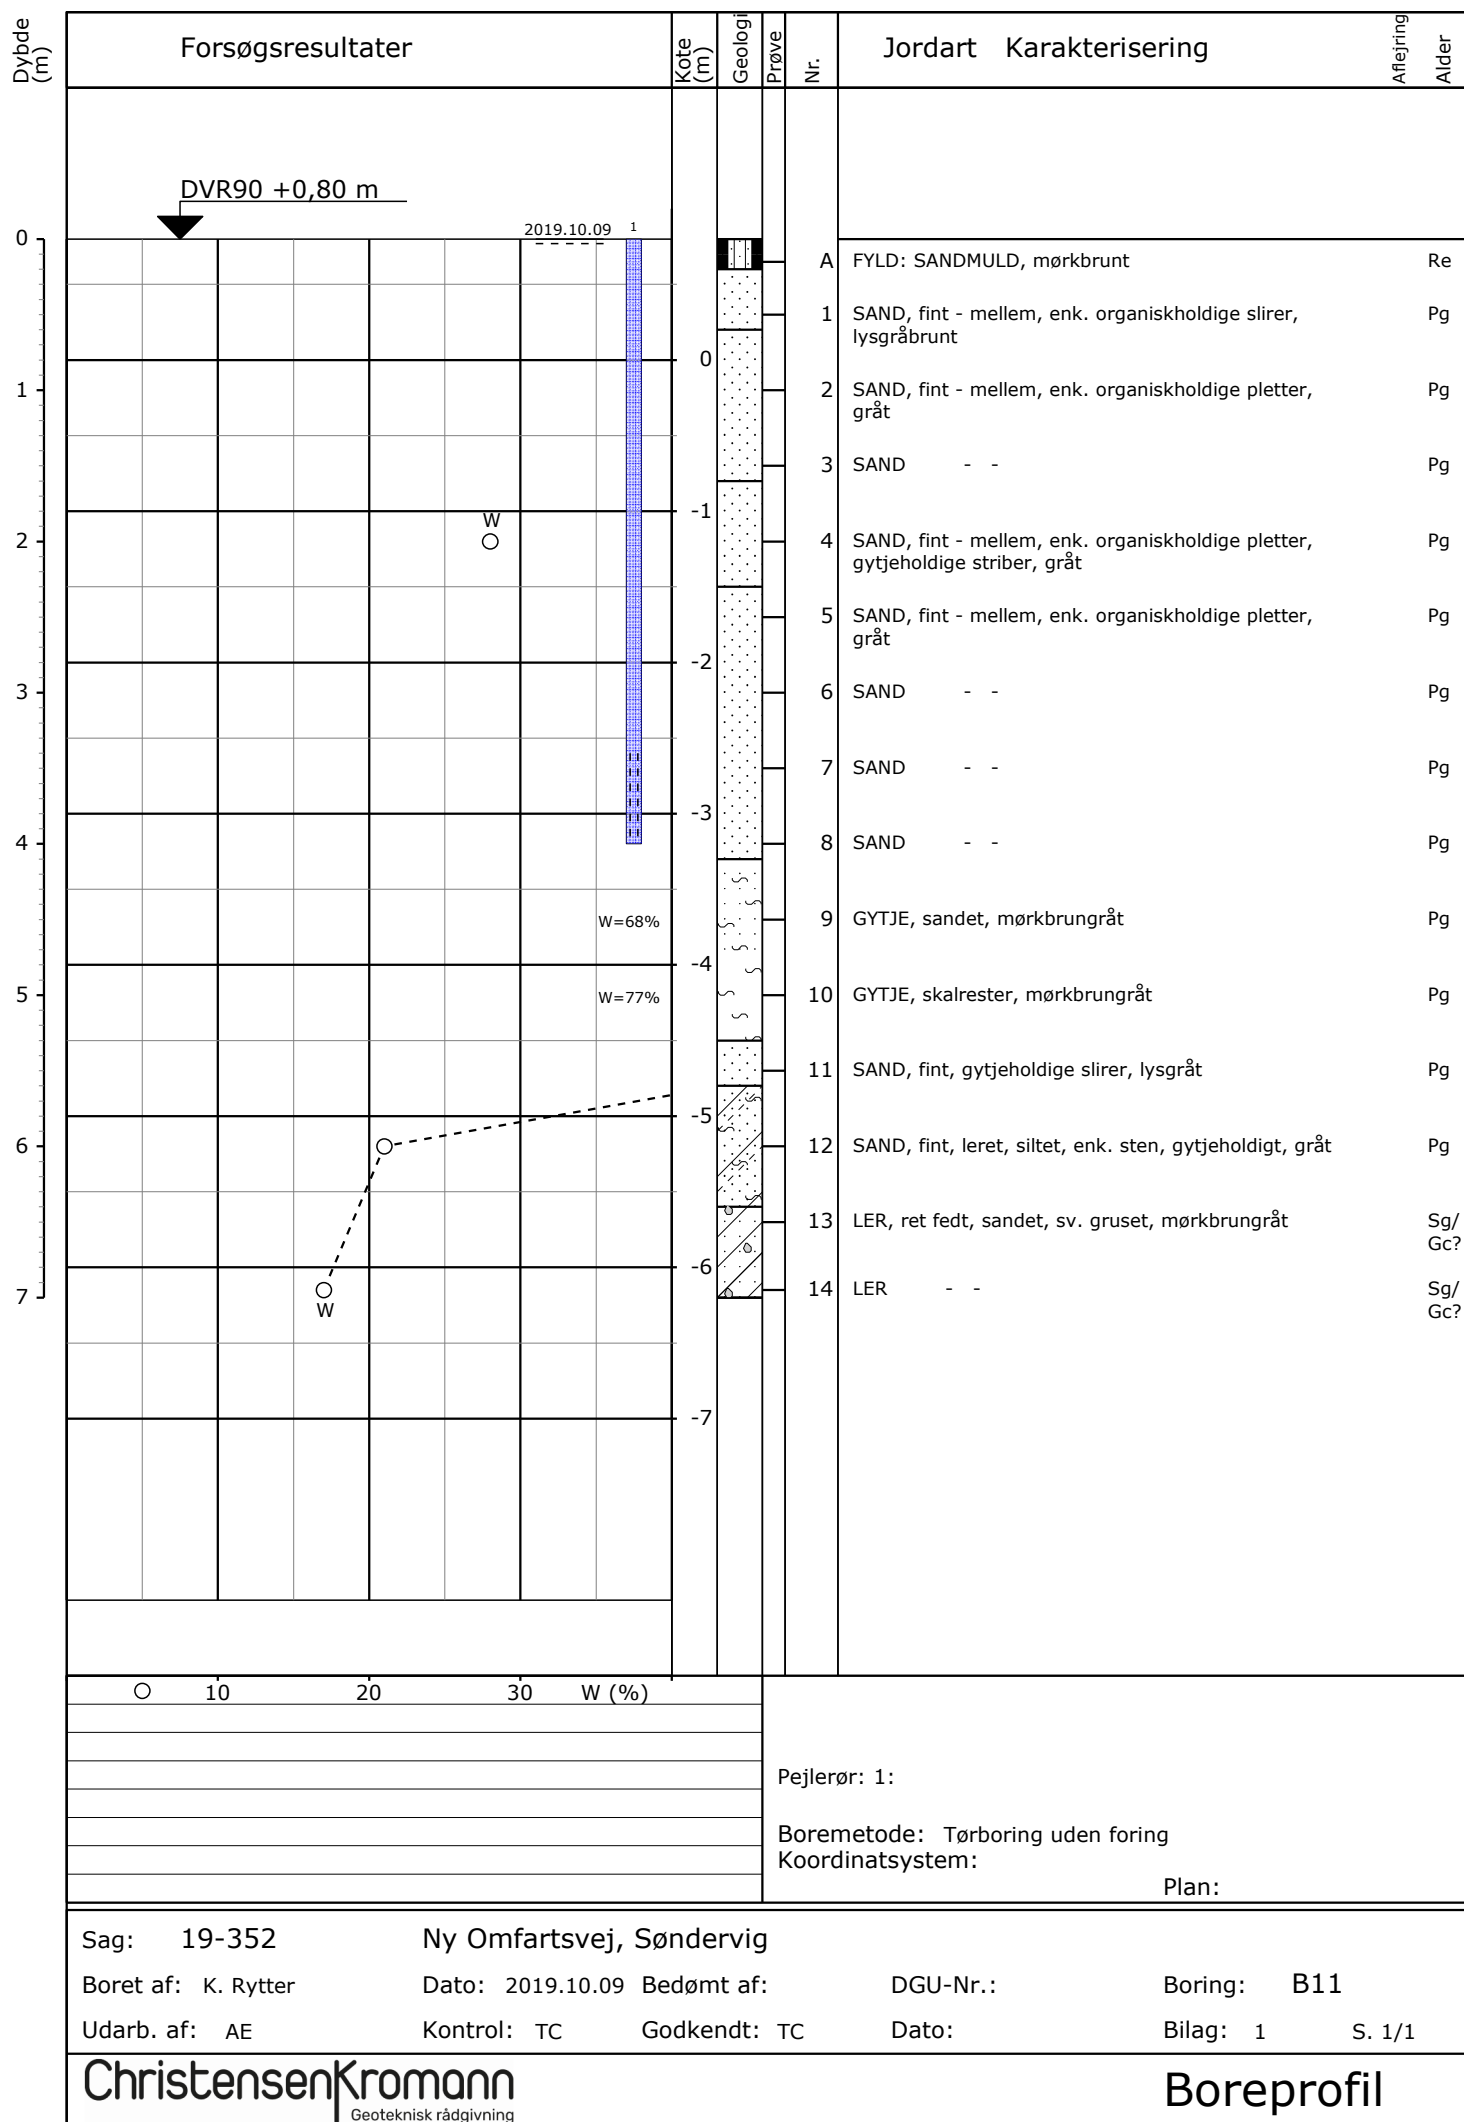 Dybde
(m)
Forsøgsresultater
Kote
(m)
Geologi
Prøve
Nr.
Jordart Karakterisering
Aflejring
Alder
DVR90 +0,80 m
2019.10.09 1
0
A FYLD: SANDMULD, mørkbrunt Re
1 SAND, fint - mellem, enk. organiskholdige slirer, Pg
lysgråbrunt
0
1
2 SAND, fint - mellem, enk. organiskholdige pletter, Pg
gråt
3 SAND - - Pg
-1
W
2
4 SAND, fint - mellem, enk. organiskholdige pletter, Pg
gytjeholdige striber, gråt
5 SAND, fint - mellem, enk. organiskholdige pletter, Pg
gråt
-2
3
6 SAND - - Pg
7 SAND - - Pg
-3
4
8 SAND - - Pg
W=68%
9 GYTJE, sandet, mørkbrungråt Pg
-4
5
W=77%
10 GYTJE, skalrester, mørkbrungråt Pg
11 SAND, fint, gytjeholdige slirer, lysgråt Pg
-5
6
12 SAND, fint, leret, siltet, enk. sten, gytjeholdigt, gråt Pg
13 LER, ret fedt, sandet, sv. gruset, mørkbrungråt Sg/
Gc?
-6
7
14 LER - - Sg/
Gc?
W
-7
10 20 30 W (%)
Pejlerør: 1:
Boremetode: Tørboring uden foring
Koordinatsystem:
Plan:
Sag: 19-352 Ny Omfartsvej, Søndervig
Boret af: K. Rytter Dato: 2019.10.09 Bedømt af: DGU-Nr.: Boring: B11
Udarb. af: AE Kontrol: TC Godkendt: TC Dato: Bilag: 1 S. 1/1
ChristensenKromann
Geoteknisk rådgivning
Boreprofil